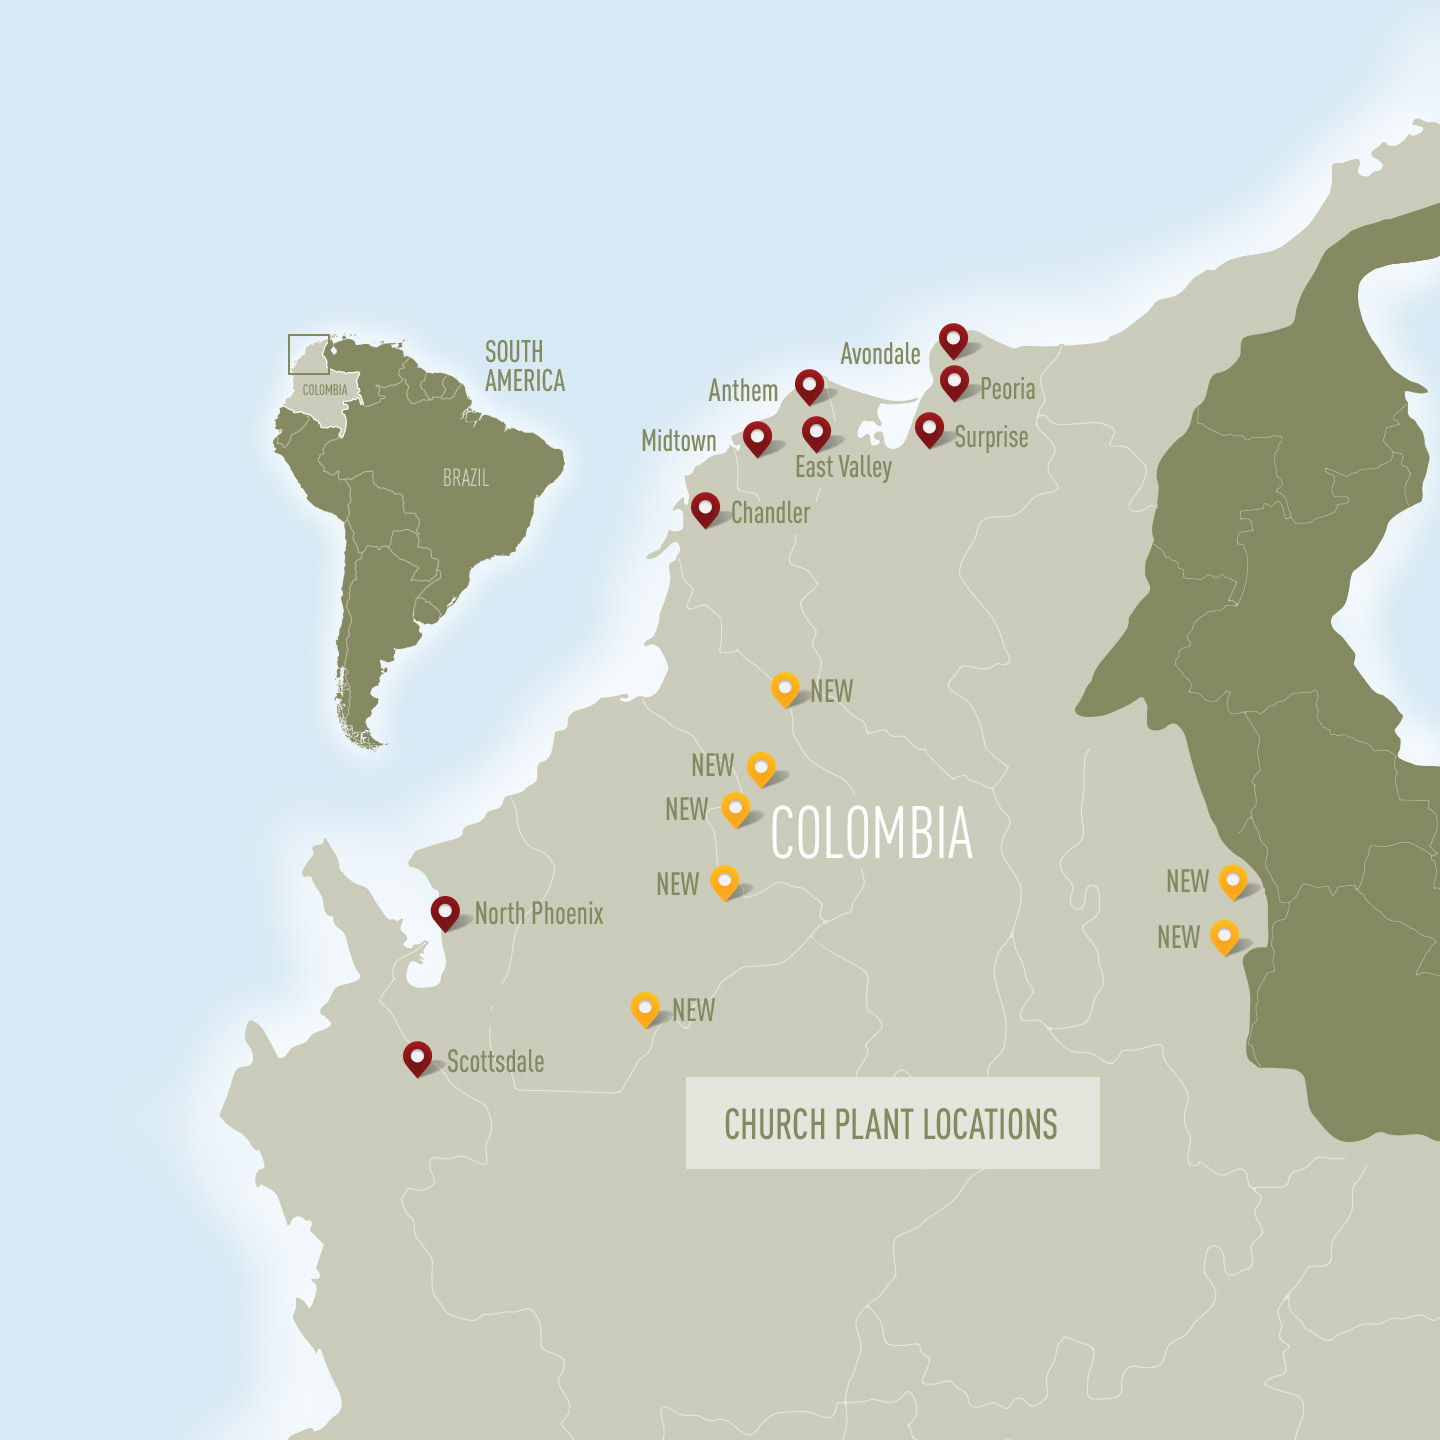 SOUTH
AMERICA
COLOMBIA
BRAZIL
Avondale
Anthem
Peoria
Midtown
Surprise
East Valley
Chandler
NEW
NEW
NEW
COLOMBIA
NEW
NEW
North Phoenix
NEW
NEW
Scottsdale
CHURCH PLANT LOCATIONS